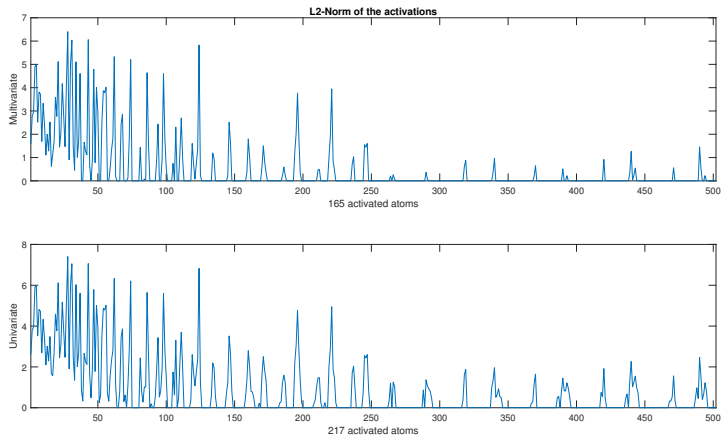 L2-Norm of the activations
7
6
5
4
3
2
1
0
Multivariate
50 100 150 200 250 300 350 400 450 500
165 activated atoms
8
6
4
2
0
Univariate
50 100 150 200 250 300 350 400 450 500
217 activated atoms